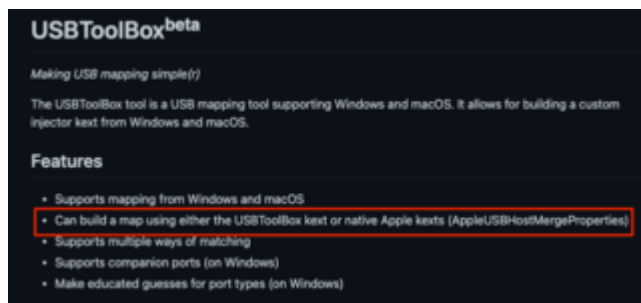 USBToolBoxbeta
Making USB mapping simple(r)
The USBToolBox tool is a USB mapping tool supporting Windows and macOS. It allows for building a custom
injector kext from Windows and macOS.
Features
• Supports mapping from Windows and macOS
• Can build a map using either the USBToolBox kext or native Apple kexts (AppleUSBHostMergeProperties)
• Supports multiple ways of matching
• Supports companion ports (on Windows)
• Make educated guesses for port types (on Windows)